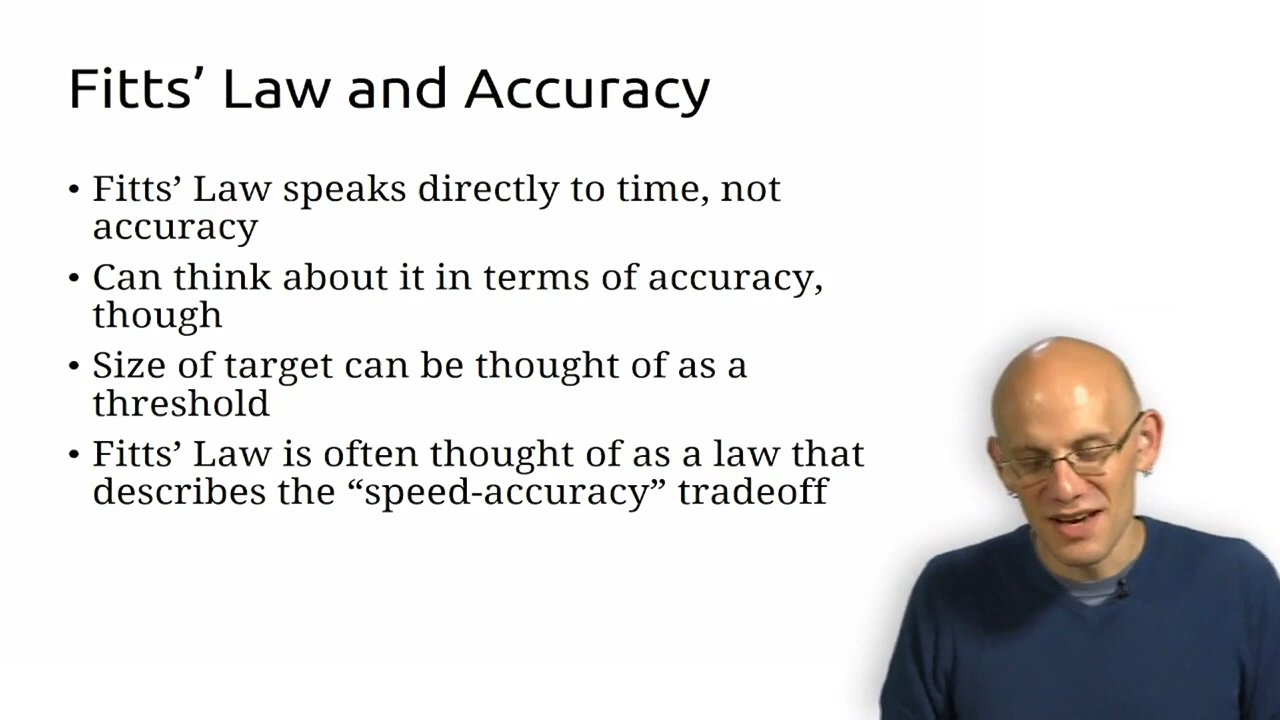 Fitts’ Law and Accuracy
• Fitts’ Law speaks directly to time, not
accuracy
• Can think about it in terms of accuracy,
though
• Size of target can be thought of as a
threshold
• Fitts’ Law is often thought of as a law that
describes the “speed-accuracy” tradeoff